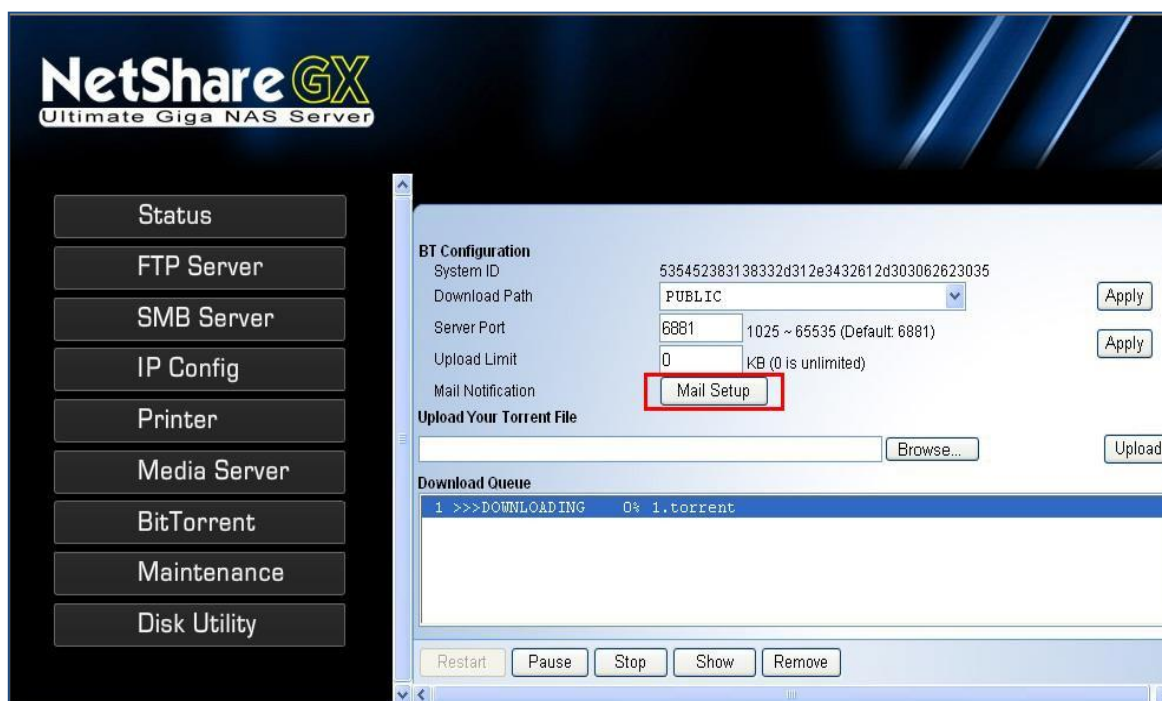 NetShare GX
Ultimate Giga NAS Server
Status
FTP Server
SMB Server
IP Config
Printer
Media Server
BitTorrent
Maintenance
Disk Utility
BT Configuration
System ID 535452383138332d312e3432612d303062623035
Download Path PUBLIC Apply
Server Port 6881 1025 ~ 65535 (Default: 6881) Apply
Upload Limit 0 KB (0 is unlimited)
Mail Notification Mail Setup
Upload Your Torrent File
Browse... Upload
Download Queue
1 >>>DOWNLOADING 0% 1.torrent
Restart Pause Stop Show Remove